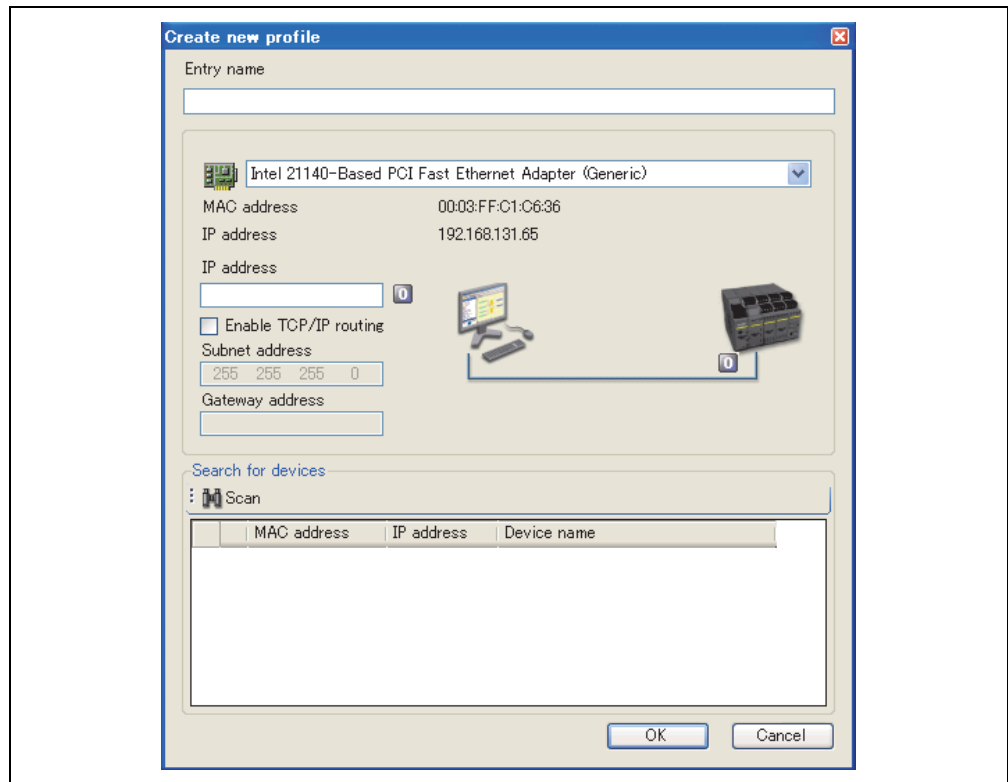 Create new profile
Entry name
Intel 21140-Based PCI Fast Ethernet Adapter (Generic)
MAC address 00:03:FF:C1:C6:36
IP address 192.168.131.65
IP address
0
Enable TCP/IP routing
Subnet address
255 255 255 0
0
Gateway address
Search for devices
Scan
MAC address IP address Device name
OK Cancel